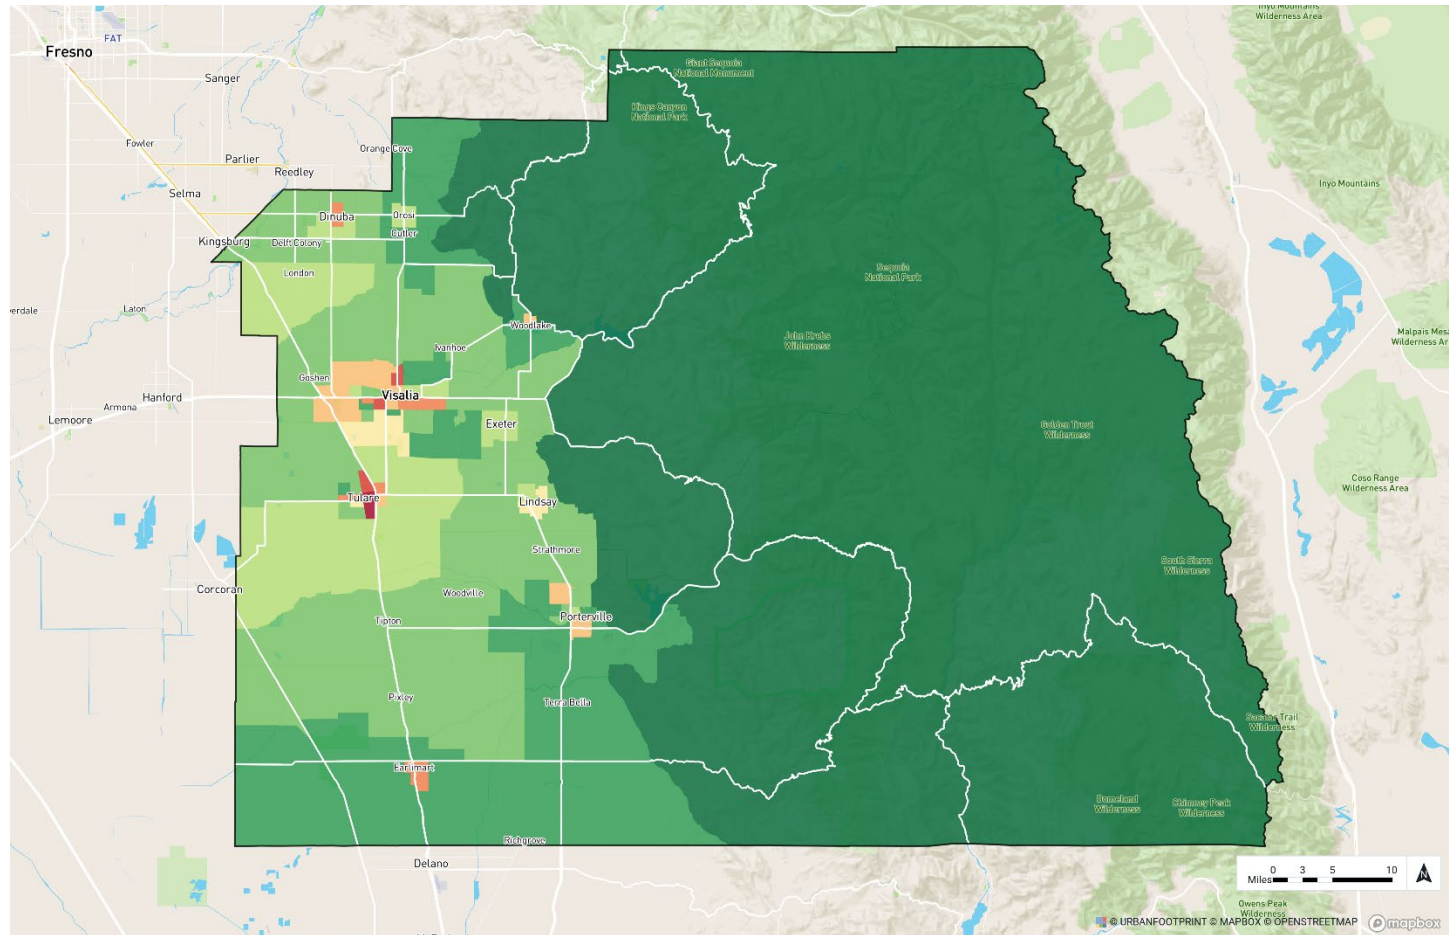 Inyo Mountains
Wilderness Area
FAT
Fresno
Sanger
Giant Sequoia
National Monument
Kings Canyon
National Park
Fowler
Orange Cove
Parlier
Reedley
Selma
Inyo Mountains
Dinuba
Orosi
Cutler
Kingsburg
Delft Colony
London
Sequoia
National Park
Laton
Woodlake
John Krebs
Wilderness
Malpais Mesa
Ivanhoe
Goshen
Visalia
Hanford
Armona
Lemoore
Exeter
Golden Trout
Wilderness
Coso Range
Wilderness Area
Tulare
Lindsay
Strathmore
South Sierra
Wilderness
Corcoran
Woodville
Porterville
Tipton
Pixley
Terra Bella
Sacatar Trail
Wilderness
Earlimart
Domeland
Wilderness
Chimney Peak
Wilderness
Richgrove
Delano
0 3 5 10
Miles
N
Owens Peak
Wilderness
© URBANFOOTPRINT © MAPBOX © OPENSTREETMAP
mapbox